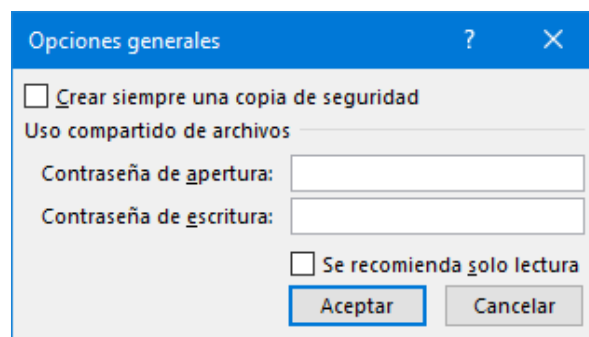 Opciones generales ?
Crear siempre una copia de seguridad
Uso compartido de archivos
Contraseña de apertura:
Contraseña de escritura:
Se recomienda solo lectura
Aceptar Cancelar